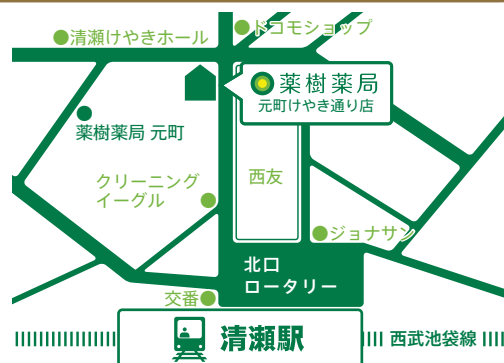 清瀬けやきホール
ドコモショップ
薬樹薬局
元町けやき通り店
薬樹薬局 元町
クリーニング
イーグル
西友
ジョナサン
北口
ロータリー
交番
清瀬駅
西武池袋線